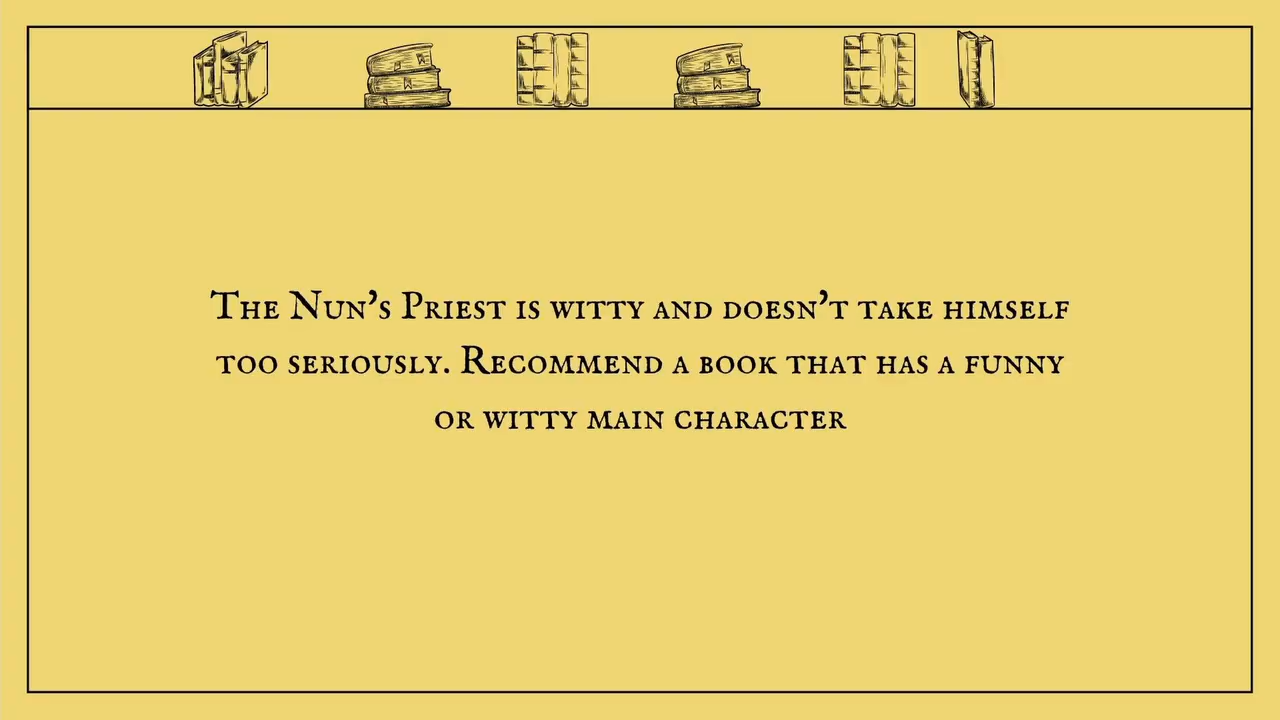 The Nun's Priest is witty and doesn't take himself
too seriously. Recommend a book that has a funny
or witty main character